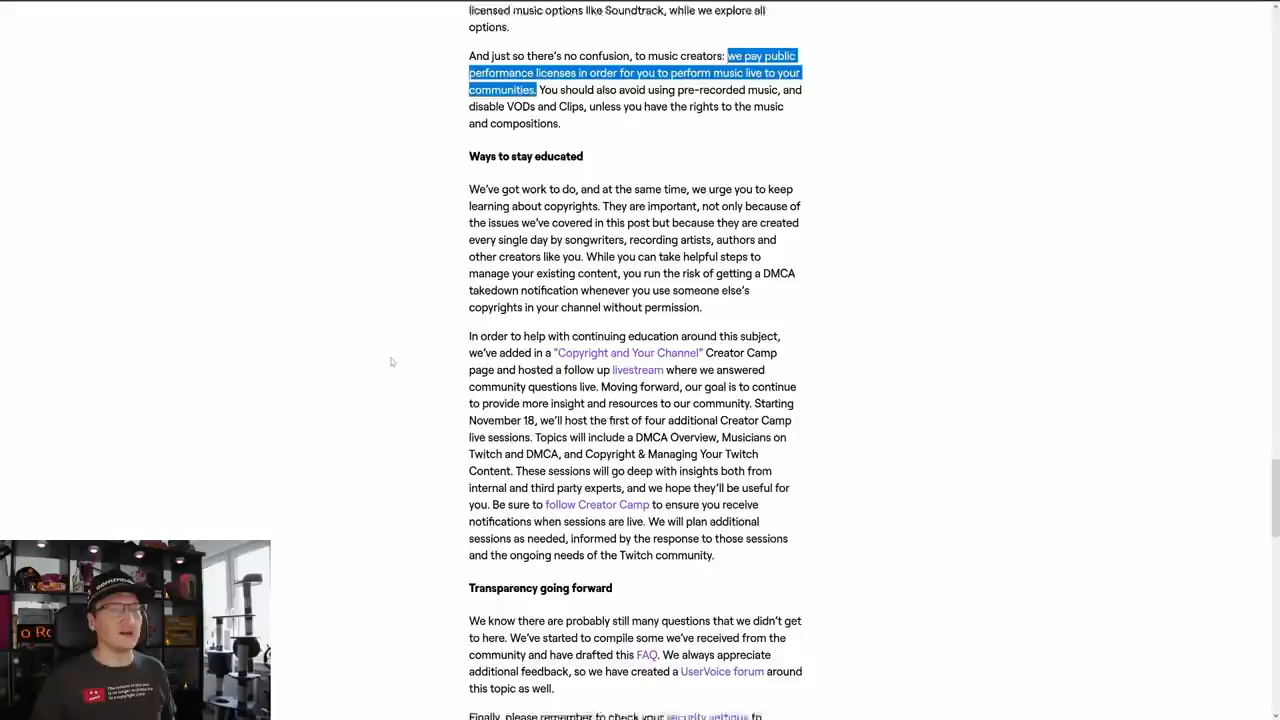 licensed music options like Soundtrack, while we explore all
options.
And just so there's no confusion, to music creators: we pay public
performance licenses in order for you to perform music live to your
communities. You should also avoid using pre-recorded music, and
disable VODs and Clips, unless you have the rights to the music
and compositions.
Ways to stay educated
We've got work to do, and at the same time, we urge you to keep
learning about copyrights. They are important, not only because of
the issues we've covered in this post but because they are created
every single day by songwriters, recording artists, authors and
other creators like you. While you can take helpful steps to
manage your existing content, you run the risk of getting a DMCA
takedown notification whenever you use someone else's
copyrights in your channel without permission.
In order to help with continuing education around this subject,
we've added in a "Copyright and Your Channel" Creator Camp
page and hosted a follow up livestream where we answered
community questions live. Moving forward, our goal is to continue
to provide more insight and resources to our community. Starting
November 18, we'll host the first of four additional Creator Camp
live sessions. Topics will include a DMCA Overview, Musicians on
Twitch and DMCA, and Copyright & Managing Your Twitch
Content. These sessions will go deep with insights both from
internal and third party experts, and we hope they'll be useful for
you. Be sure to follow Creator Camp to ensure you receive
notifications when sessions are live. We will plan additional
sessions as needed, informed by the response to those sessions
and the ongoing needs of the Twitch community.
Transparency going forward
We know there are probably still many questions that we didn't get
to here. We've started to compile some we've received from the
community and have drafted this FAQ. We always appreciate
additional feedback, so we have created a UserVoice forum around
this topic as well.
Finally, please remember to check your security settings to